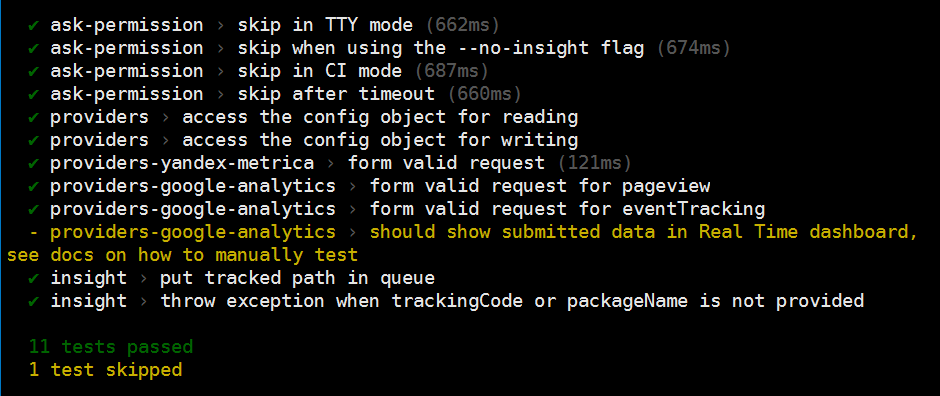 ✔ ask-permission › skip in TTY mode (662ms)
✔ ask-permission › skip when using the --no-insight flag (674ms)
✔ ask-permission › skip in CI mode (687ms)
✔ ask-permission › skip after timeout (660ms)
✔ providers › access the config object for reading
✔ providers › access the config object for writing
✔ providers-yandex-metrica › form valid request (121ms)
✔ providers-google-analytics › form valid request for pageview
✔ providers-google-analytics › form valid request for eventTracking
- providers-google-analytics › should show submitted data in Real Time dashboard,
see docs on how to manually test
✔ insight › put tracked path in queue
✔ insight › throw exception when trackingCode or packageName is not provided
11 tests passed
1 test skipped